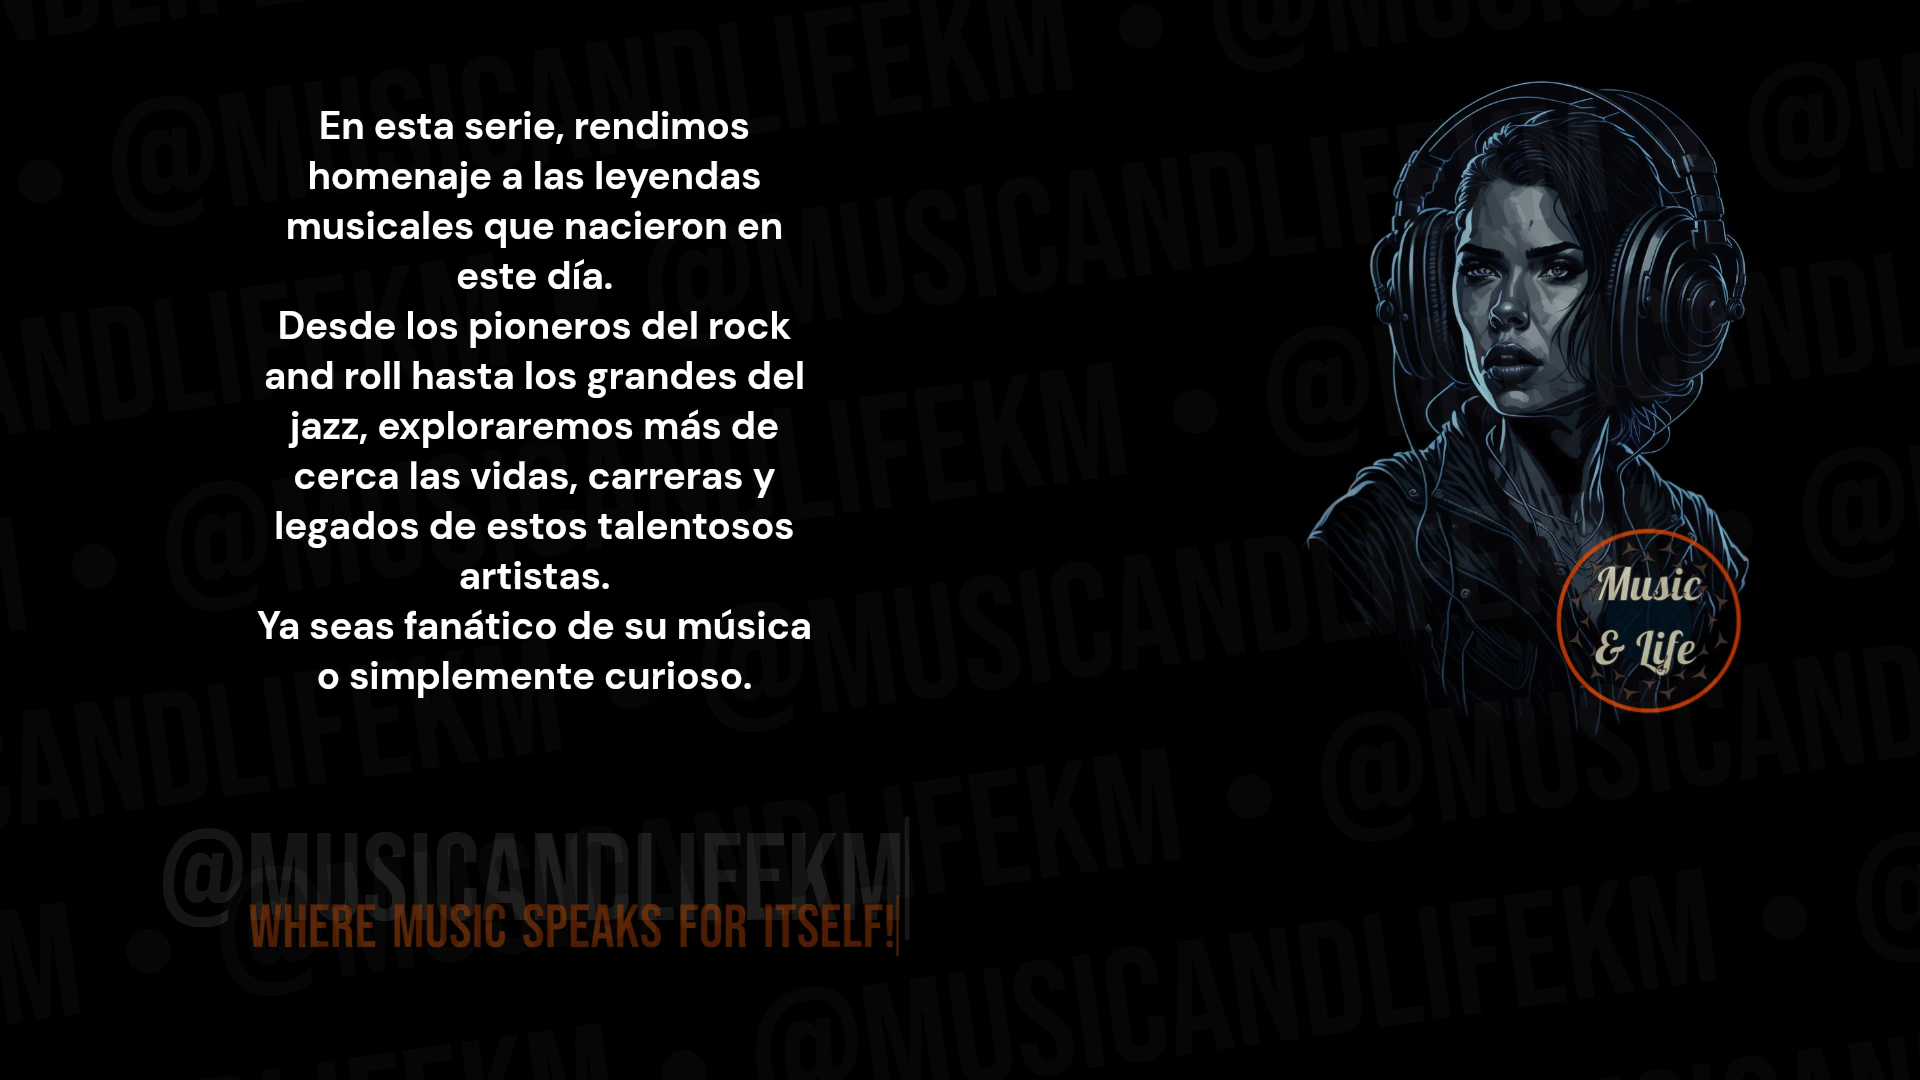 En esta serie, rendimos
homenaje a las leyendas
musicales que nacieron en
este día.
Desde los pioneros del rock
and roll hasta los grandes del
jazz, exploraremos más de
cerca las vidas, carreras y
legados de estos talentosos
artistas.
Ya seas fanático de su música
o simplemente curioso.
Music
& Life
@MUSICANDLIFEKM
WHERE MUSIC SPEAKS FOR ITSELF!